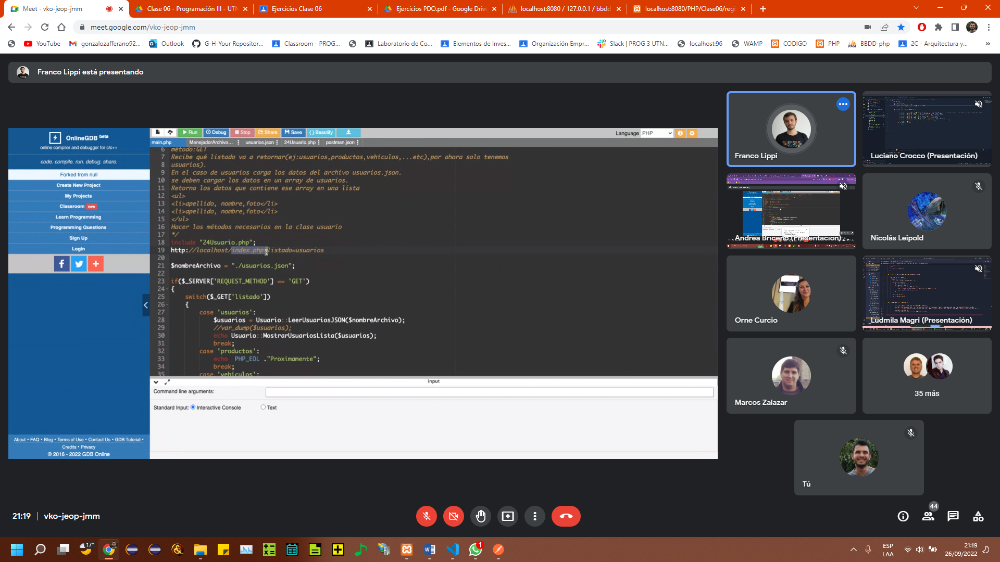 Meet - vko-jeop-jmm
Clase 06 - Programación III - UTN
Ejercicios Clase 06
Ejercicios PDO.pdf - Google Drive
localhost:8080 / 127.0.0.1 / bbdd
localhost:8080/PHP/Clase06/regi
meet.google.com/vko-jeop-jmm
YouTube
gonzalozafferano92...
Outlook
G-H-Your Repositor...
Classroom - PROG...
Laboratorio de Co...
Elementos de Inves...
Organización Empr...
Slack | PROG 3 UTN...
localhost:96
WAMP
CODIGO
PHP
BBDD-php
2C - Arquitectura y...
Franco Lippi está presentando
OnlineGDB beta
online compiler and debugger for c/c++
code. compile. run. debug. share.
Forked from null
Create New Project
My Projects
Classroom new
Learn Programming
Programming Questions
Sign Up
Login
About • FAQ • Blog • Terms of Use • Contact Us • GDB Tutorial •
Credits • Privacy
© 2016 - 2022 GDB Online
Run
Debug
Stop
Share
Save
{ } Beautify
Language PHP
main.php
ManejadorArchivo...
usuarios.json
24Usuario.php
postman.json
6 método:GET
7 Recibe qué listado va a retornar(ej:usuarios,productos,vehículos,...etc),por ahora solo tenemos
8 usuarios).
9 En el caso de usuarios carga los datos del archivo usuarios.json.
10 se deben cargar los datos en un array de usuarios.
11 Retorna los datos que contiene ese array en una lista
12 <ul>
13 <li>apellido, nombre,foto</li>
14 <li>apellido, nombre,foto</li>
15 </ul>
16 Hacer los métodos necesarios en la clase usuario
17 */
18 include "24Usuario.php";
19 http://localhost/index.php?listado=usuarios
20
21 $nombreArchivo = "./usuarios.json";
22
23 if($_SERVER['REQUEST_METHOD'] == 'GET')
24 {
25 switch($_GET['listado'])
26 {
27 case 'usuarios':
28 $usuarios = Usuario::LeerUsuariosJSON($nombreArchivo);
29 //var_dump($usuarios);
30 echo Usuario::MostrarUsuariosLista($usuarios);
31 break;
32 case 'productos':
33 echo PHP_EOL ."Proximamente";
34 break;
35 case 'vehiculos':
input
Command line arguments:
Standard Input: Interactive Console Text
Franco Lippi
Luciano Crocco (Presentación)
Andrea Briceño (Presentación)
Nicolás Leipold
Orne Curcio
Ludmila Magri (Presentación)
Marcos Zalazar
35 más
Tú
21:19 | vko-jeop-jmm
44
17°
1
ESP
LAA
21:19
26/09/2022